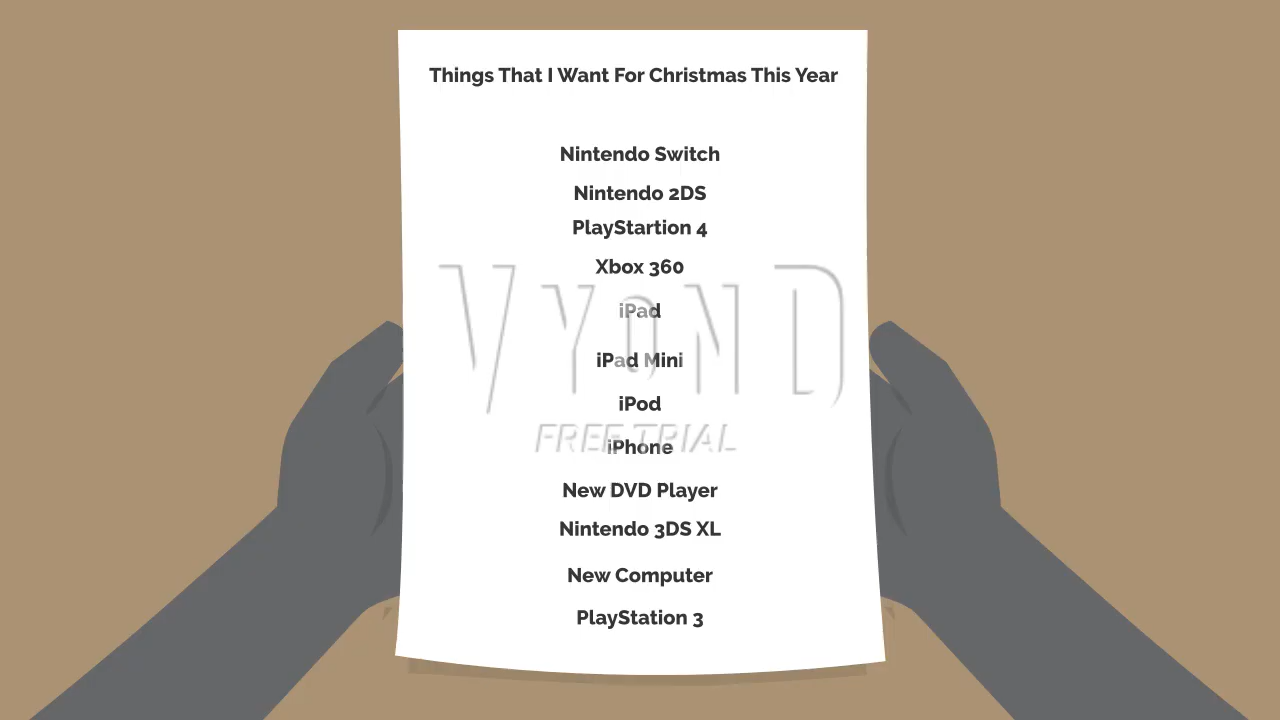 Things That I Want For Christmas This Year
Nintendo Switch
Nintendo 2DS
PlayStartion 4
Xbox 360
iPad
iPad Mini
iPod
iPhone
New DVD Player
Nintendo 3DS XL
New Computer
PlayStation 3
VYOND
FREE TRIAL